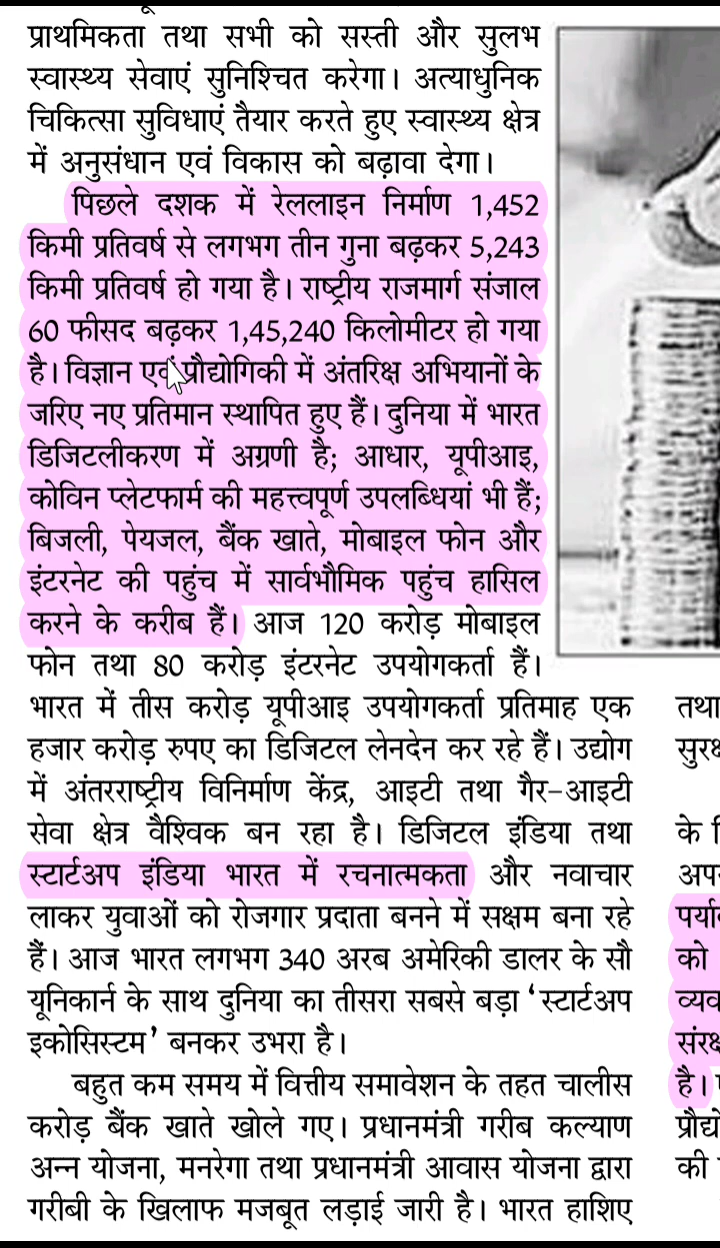 प्राथमिकता तथा सभी को सस्ती और सुलभ
स्वास्थ्य सेवाएं सुनिश्चित करेगा। अत्याधुनिक
चिकित्सा सुविधाएं तैयार करते हुए स्वास्थ्य क्षेत्र
में अनुसंधान एवं विकास को बढ़ावा देगा।
पिछले दशक में रेललाइन निर्माण 1,452
किमी प्रतिवर्ष से लगभग तीन गुना बढ़कर 5,243
किमी प्रतिवर्ष हो गया है। राष्ट्रीय राजमार्ग संजाल
60 फीसद बढ़कर 1,45,240 किलोमीटर हो गया
है। विज्ञान एवं प्रौद्योगिकी में अंतरिक्ष अभियानों के
जरिए नए प्रतिमान स्थापित हुए हैं। दुनिया में भारत
डिजिटलीकरण में अग्रणी है; आधार, यूपीआइ,
कोविन प्लेटफार्म की महत्त्वपूर्ण उपलब्धियां भी हैं;
बिजली, पेयजल, बैंक खाते, मोबाइल फोन और
इंटरनेट की पहुंच में सार्वभौमिक पहुंच हासिल
करने के करीब हैं। आज 120 करोड़ मोबाइल
फोन तथा 80 करोड़ इंटरनेट उपयोगकर्ता हैं।
भारत में तीस करोड़ यूपीआइ उपयोगकर्ता प्रतिमाह एक
हजार करोड़ रुपए का डिजिटल लेनदेन कर रहे हैं। उद्योग
में अंतरराष्ट्रीय विनिर्माण केंद्र, आइटी तथा गैर-आइटी
सेवा क्षेत्र वैश्विक बन रहा है। डिजिटल इंडिया तथा
स्टार्टअप इंडिया भारत में रचनात्मकता और नवाचार
लाकर युवाओं को रोजगार प्रदाता बनने में सक्षम बना रहे
हैं। आज भारत लगभग 340 अरब अमेरिकी डालर के सौ
यूनिकार्न के साथ दुनिया का तीसरा सबसे बड़ा ‘स्टार्टअप
इकोसिस्टम’ बनकर उभरा है।
बहुत कम समय में वित्तीय समावेशन के तहत चालीस
करोड़ बैंक खाते खोले गए। प्रधानमंत्री गरीब कल्याण
अन्न योजना, मनरेगा तथा प्रधानमंत्री आवास योजना द्वारा
गरीबी के खिलाफ मजबूत लड़ाई जारी है। भारत हाशिए
तथा
के
को
है।
की